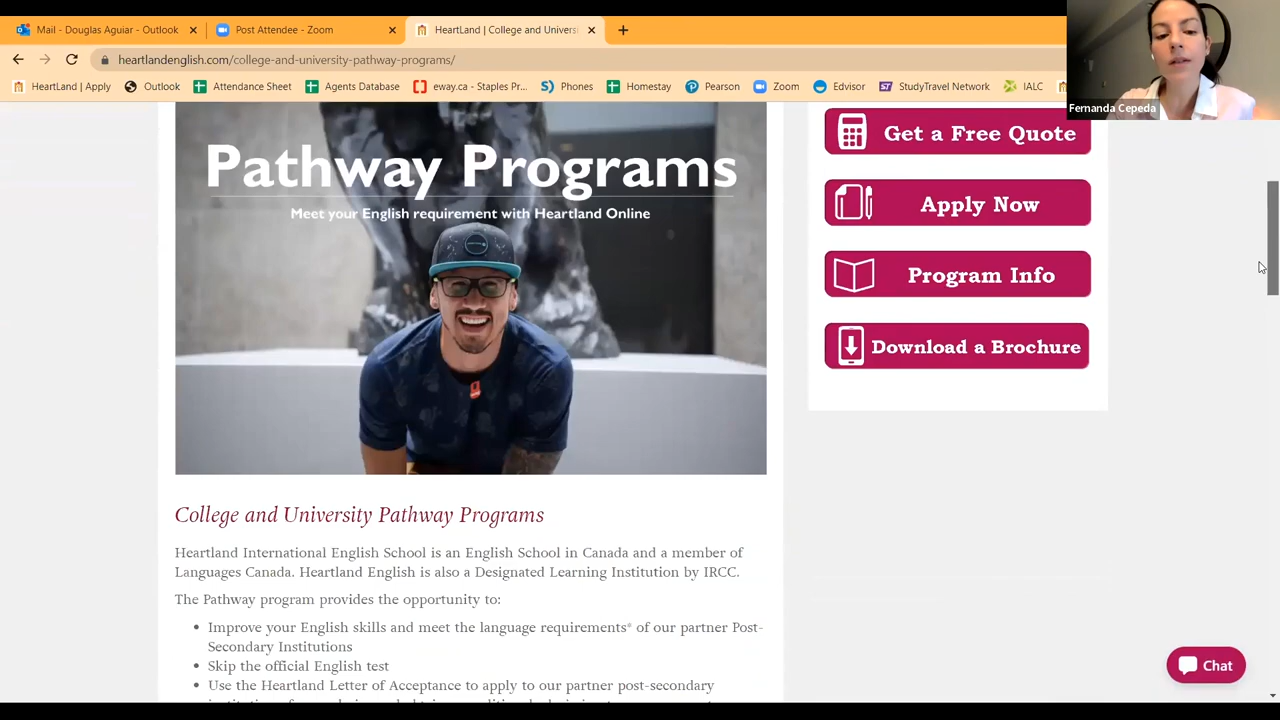 Mail - Douglas Aguiar - Outlook
Post Attendee - Zoom
HeartLand | College and Universi
heartlandenglish.com/college-and-university-pathway-programs/
HeartLand | Apply
Outlook
Attendance Sheet
Agents Database
eway.ca - Staples Pr...
Phones
Homestay
Pearson
Zoom
Edvisor
StudyTravel Network
IALC
Fernanda Cepeda
Pathway Programs
Meet your English requirement with Heartland Online
Get a Free Quote
Apply Now
Program Info
Download a Brochure
College and University Pathway Programs
Heartland International English School is an English School in Canada and a member of
Languages Canada. Heartland English is also a Designated Learning Institution by IRCC.
The Pathway program provides the opportunity to:
Improve your English skills and meet the language requirements* of our partner Post-
Secondary Institutions
Skip the official English test
Use the Heartland Letter of Acceptance to apply to our partner post-secondary
Chat